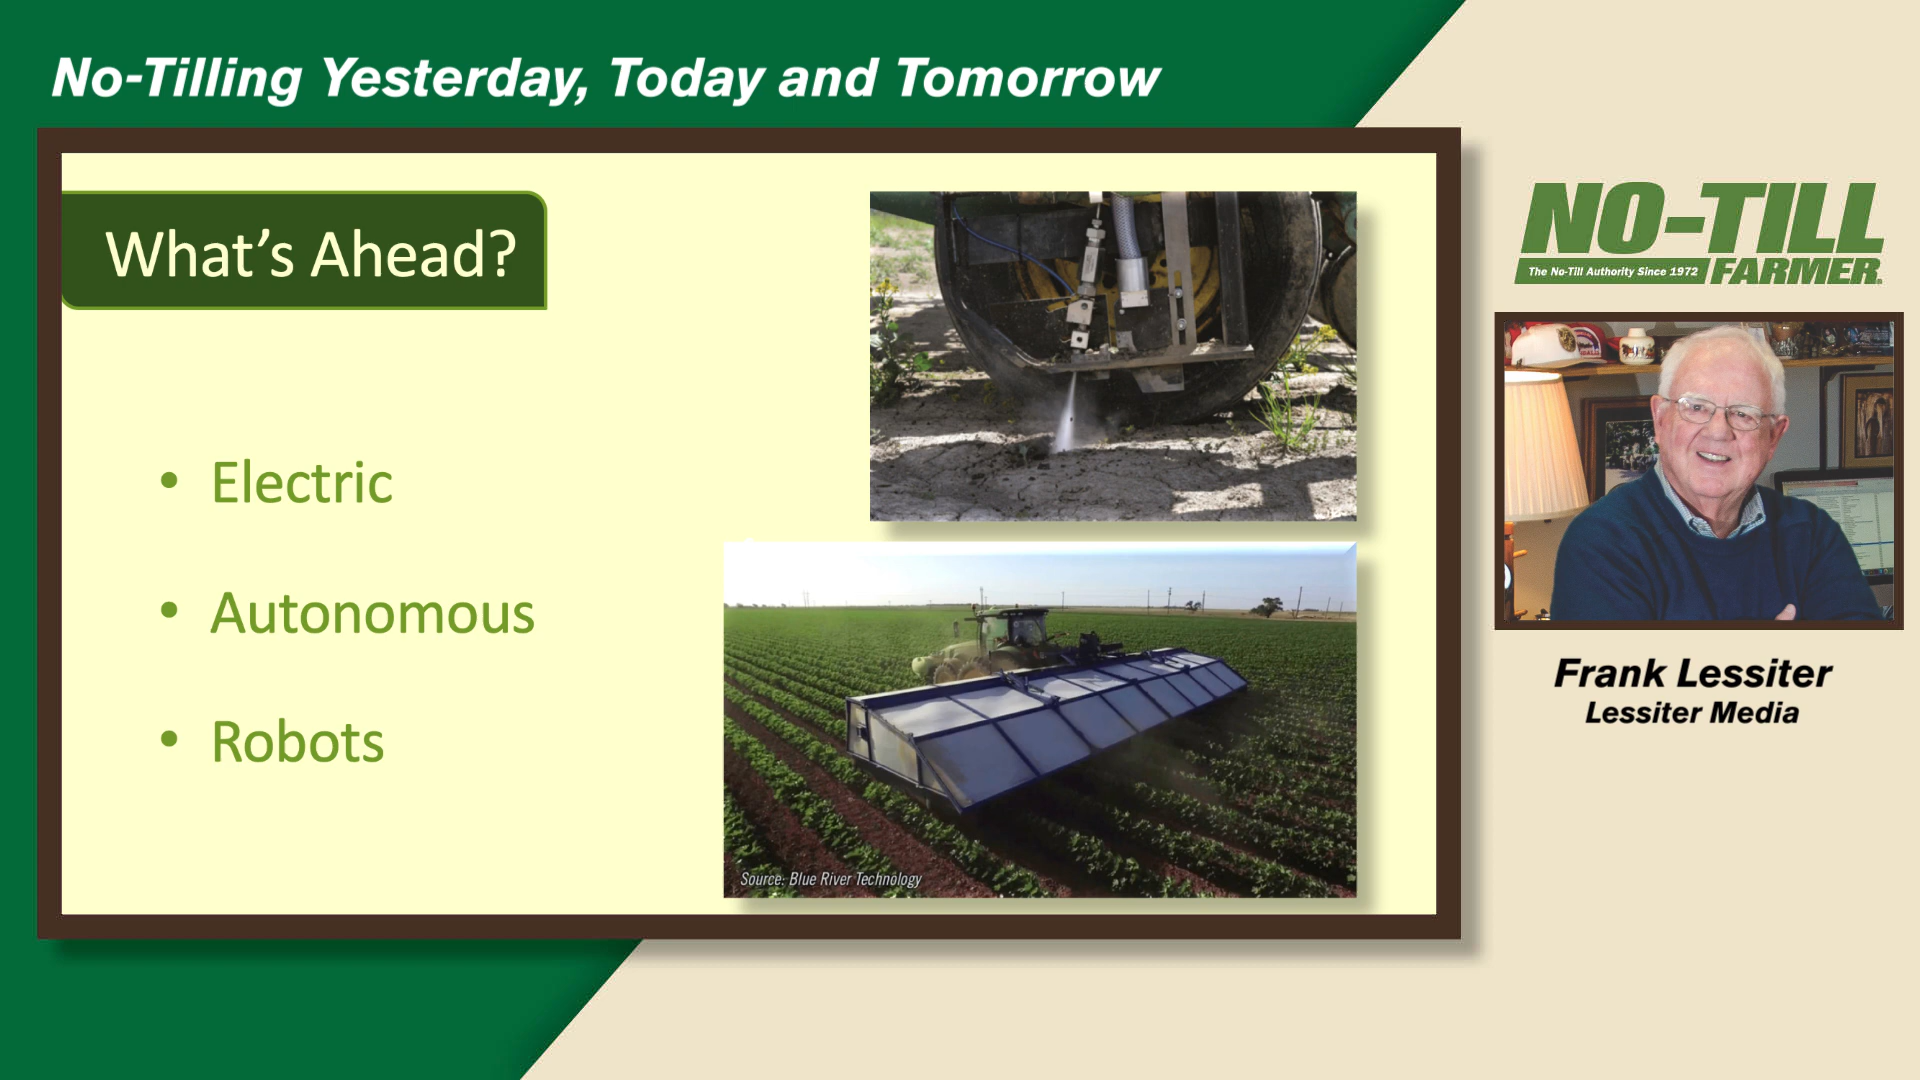 No-Tilling Yesterday, Today and Tomorrow
What's Ahead?
• Electric
• Autonomous
• Robots
Source: Blue River Technology
NO-TILL
The No-Till Authority Since 1972
FARMER
Frank Lessiter
Lessiter Media